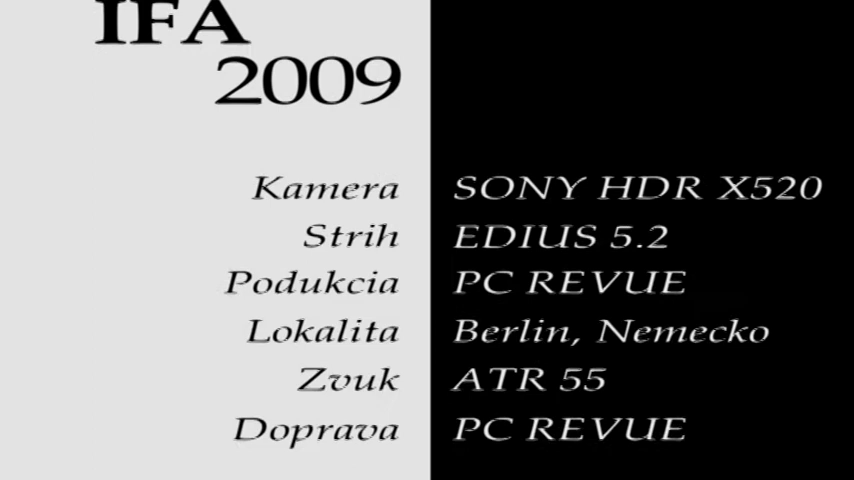 IFA
2009
Kamera SONY HDR X520
Strih EDIUS 5.2
Podukcia PC REVUE
Lokalita Berlin, Nemecko
Zvuk ATR 55
Doprava PC REVUE